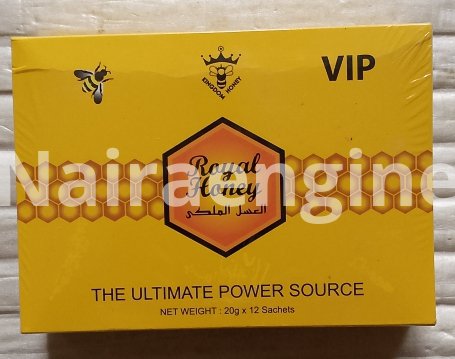 KINGDOM HONEY
VIP
Royal
Honey
العسل الملكي
Nairaengine
THE ULTIMATE POWER SOURCE
NET WEIGHT : 20g x 12 Sachets